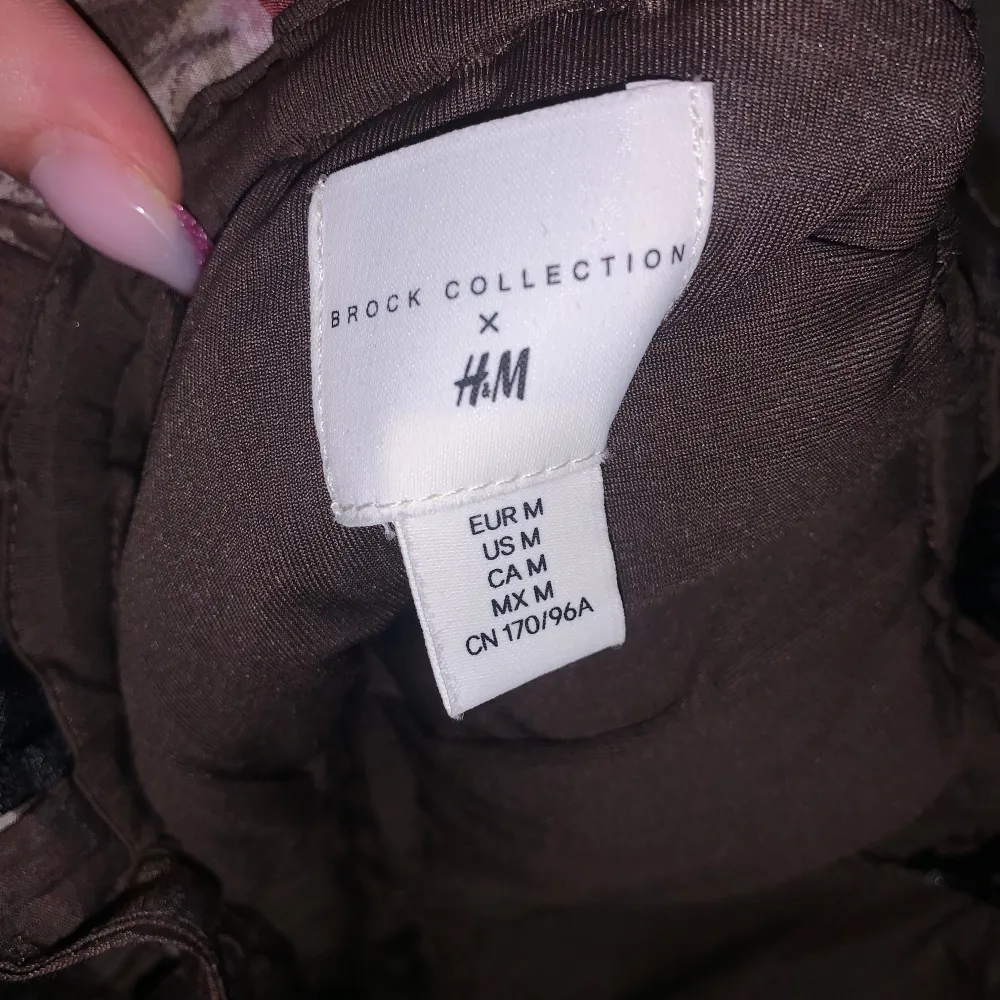 BROCK COLLECTION
×
H&M
EUR M
US M
CA M
MX M
CN 170/96A